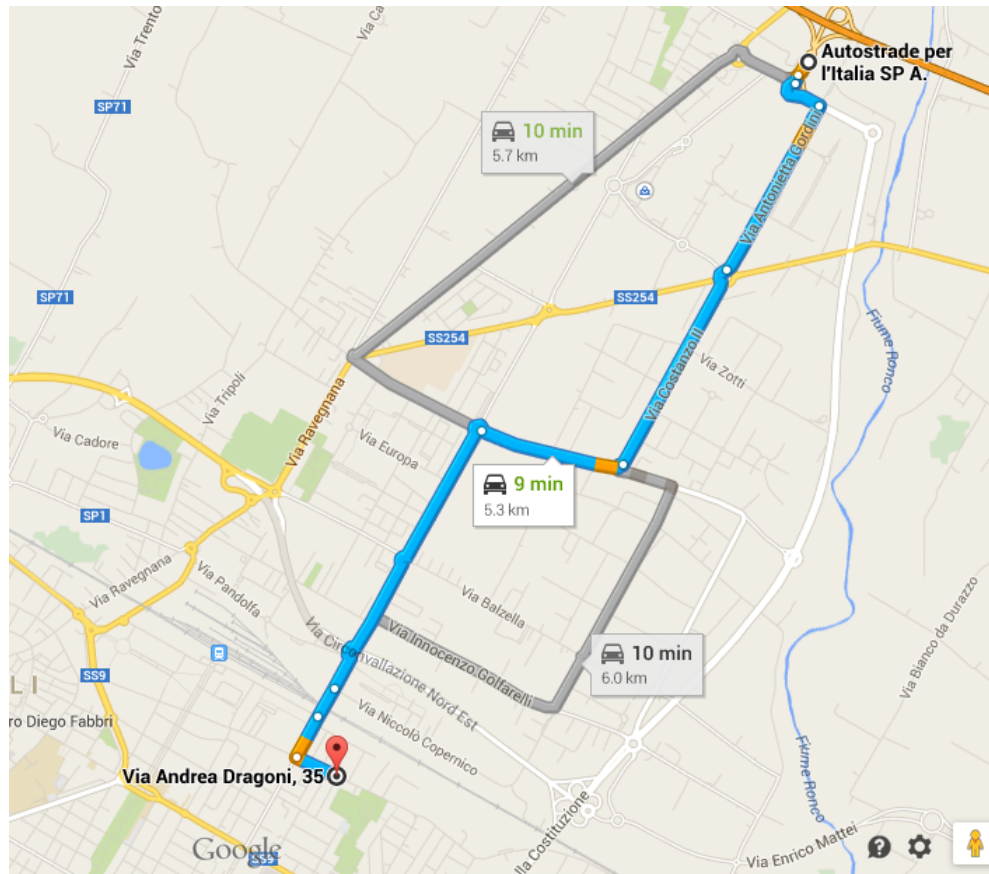 Via Trento
Via Ca
Autostrade per
l'Italia SP A.
SP71
10 min
5.7 km
Via Antonietta Gordini
SP71
SS254
SS254
Fiume Ronco
Via Tripoli
Via Ravegnana
Via Costanzo II
Via Zotti
Via Cadore
Via Europa
9 min
5.3 km
SP1
Via Ravegnana
Via Pandolfa
Via Balzella
Via Circonvallazione Nord Est
Via Innocenzo Golfarelli
10 min
6.0 km
Via Bianco da Durazzo
SS9
L I
ro Diego Fabbri
Via Niccolò Copernico
Via Andrea Dragoni, 35
Fiume Ronco
lla Costituzione
Google
SS9
Via Enrico Mattei
?